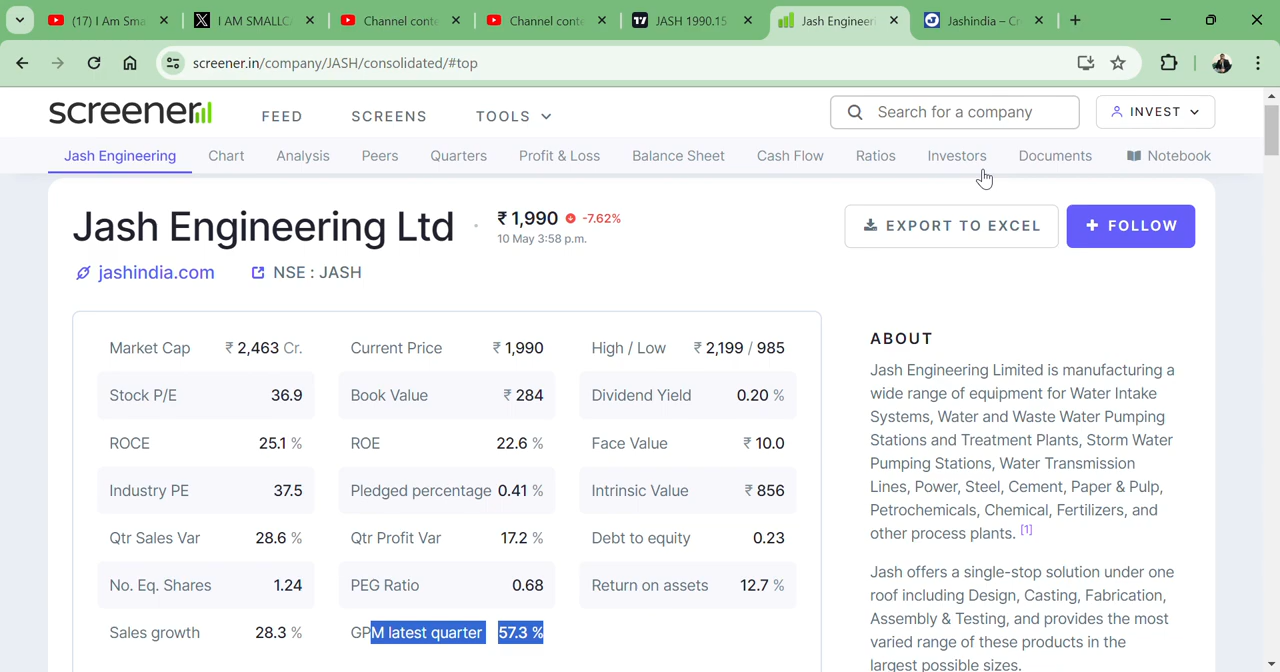 (17) I Am Sma
I AM SMALLC
Channel conte
Channel conte
JASH 1990.15
Jash Engineeri
Jashindia – Cr
screener.in/company/JASH/consolidated/#top
screener
FEED
SCREENS
TOOLS
Search for a company
INVEST
Jash Engineering
Chart
Analysis
Peers
Quarters
Profit & Loss
Balance Sheet
Cash Flow
Ratios
Investors
Documents
Notebook
Jash Engineering Ltd
₹ 1,990 -7.62%
10 May 3:58 p.m.
EXPORT TO EXCEL
+ FOLLOW
jashindia.com
NSE : JASH
Market Cap ₹ 2,463 Cr.
Current Price ₹ 1,990
High / Low ₹ 2,199 / 985
Stock P/E 36.9
Book Value ₹ 284
Dividend Yield 0.20 %
ROCE 25.1 %
ROE 22.6 %
Face Value ₹ 10.0
Industry PE 37.5
Pledged percentage 0.41 %
Intrinsic Value ₹ 856
Qtr Sales Var 28.6 %
Qtr Profit Var 17.2 %
Debt to equity 0.23
No. Eq. Shares 1.24
PEG Ratio 0.68
Return on assets 12.7 %
Sales growth 28.3 %
GPM latest quarter 57.3 %
ABOUT
Jash Engineering Limited is manufacturing a
wide range of equipment for Water Intake
Systems, Water and Waste Water Pumping
Stations and Treatment Plants, Storm Water
Pumping Stations, Water Transmission
Lines, Power, Steel, Cement, Paper & Pulp,
Petrochemicals, Chemical, Fertilizers, and
other process plants. [1]
Jash offers a single-stop solution under one
roof including Design, Casting, Fabrication,
Assembly & Testing, and provides the most
varied range of these products in the
largest possible sizes.